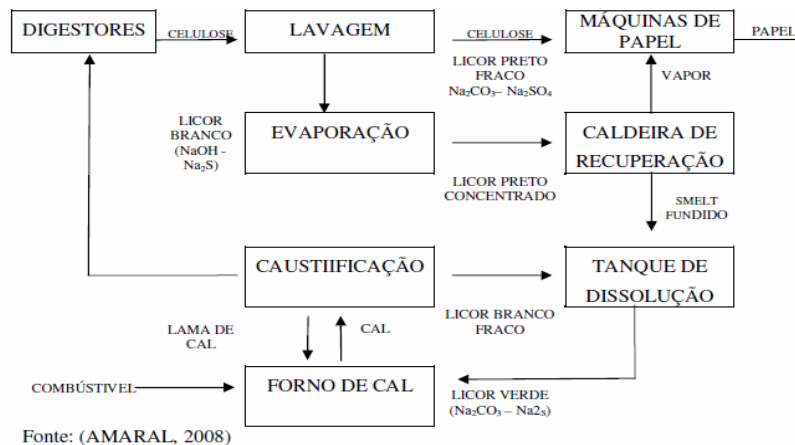 DIGESTORES
CELULOSE
LAVAGEM
CELULOSE
MÁQUINAS DE
PAPEL
PAPEL
LICOR PRETO
FRACO
Na₂CO₃– Na₂SO₄
VAPOR
LICOR
BRANCO
(NaOH -
Na₂S)
EVAPORAÇÃO
CALDEIRA DE
RECUPERAÇÃO
LICOR PRETO
CONCENTRADO
SMELT
FUNDIDO
CAUSTIIFICAÇÃO
TANQUE DE
DISSOLUÇÃO
LICOR BRANCO
FRACO
LAMA DE
CAL
CAL
COMBÚSTIVEL
FORNO DE CAL
LICOR VERDE
(Na₂CO₃ – Na2s)
Fonte: (AMARAL, 2008)